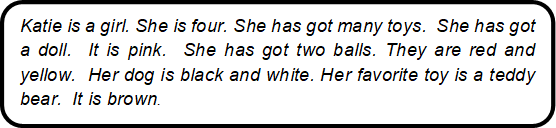 Katie is a girl. She is four. She has got many toys.  She has got
a doll.  It is pink.  She has got two balls. They are red and
yellow.  Her dog is black and white. Her favorite toy is a teddy
bear.  It is brown.